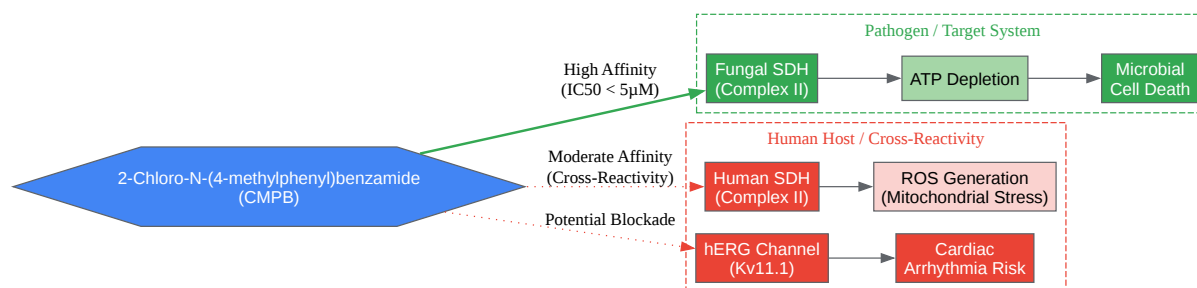 Pathogen / Target System
High Affinity
(IC50 < 5µM)
Fungal SDH
(Complex II)
ATP Depletion
Microbial
Cell Death
2-Chloro-N-(4-methylphenyl)benzamide
(CMPB)
Human Host / Cross-Reactivity
Moderate Affinity
(Cross-Reactivity)
Human SDH
(Complex II)
ROS Generation
(Mitochondrial Stress)
Potential Blockade
hERG Channel
(Kv11.1)
Cardiac
Arrhythmia Risk